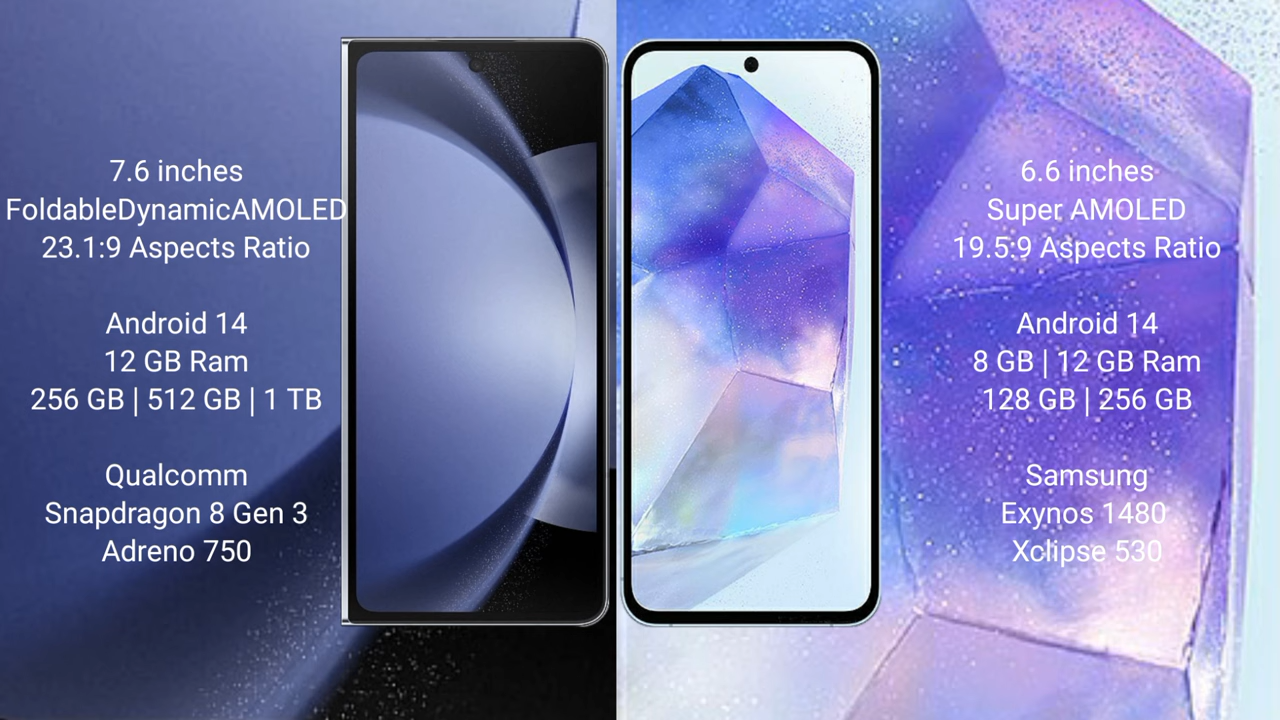 7.6 inches
FoldableDynamicAMOLED
23.1:9 Aspects Ratio
Android 14
12 GB Ram
256 GB | 512 GB | 1 TB
Qualcomm
Snapdragon 8 Gen 3
Adreno 750
6.6 inches
Super AMOLED
19.5:9 Aspects Ratio
Android 14
8 GB | 12 GB Ram
128 GB | 256 GB
Samsung
Exynos 1480
Xclipse 530